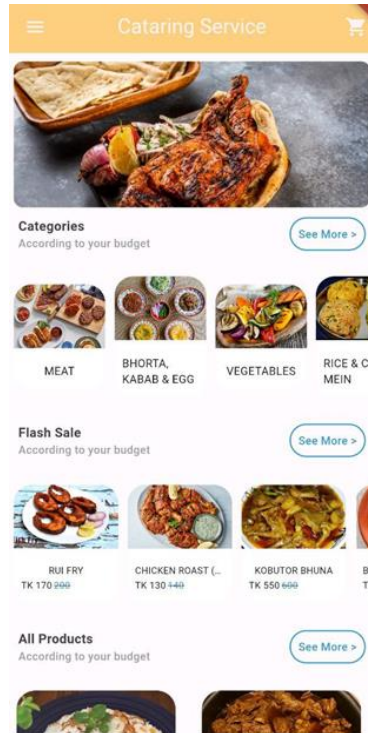 Cataring Service
Categories
According to your budget
See More >
MEAT
BHORTA,
KABAB & EGG
VEGETABLES
RICE & C
MEIN
Flash Sale
According to your budget
See More >
RUI FRY
TK 170 200
CHICKEN ROAST (...
TK 130 140
KOBUTOR BHUNA
TK 550 600
B
T
All Products
According to your budget
See More >